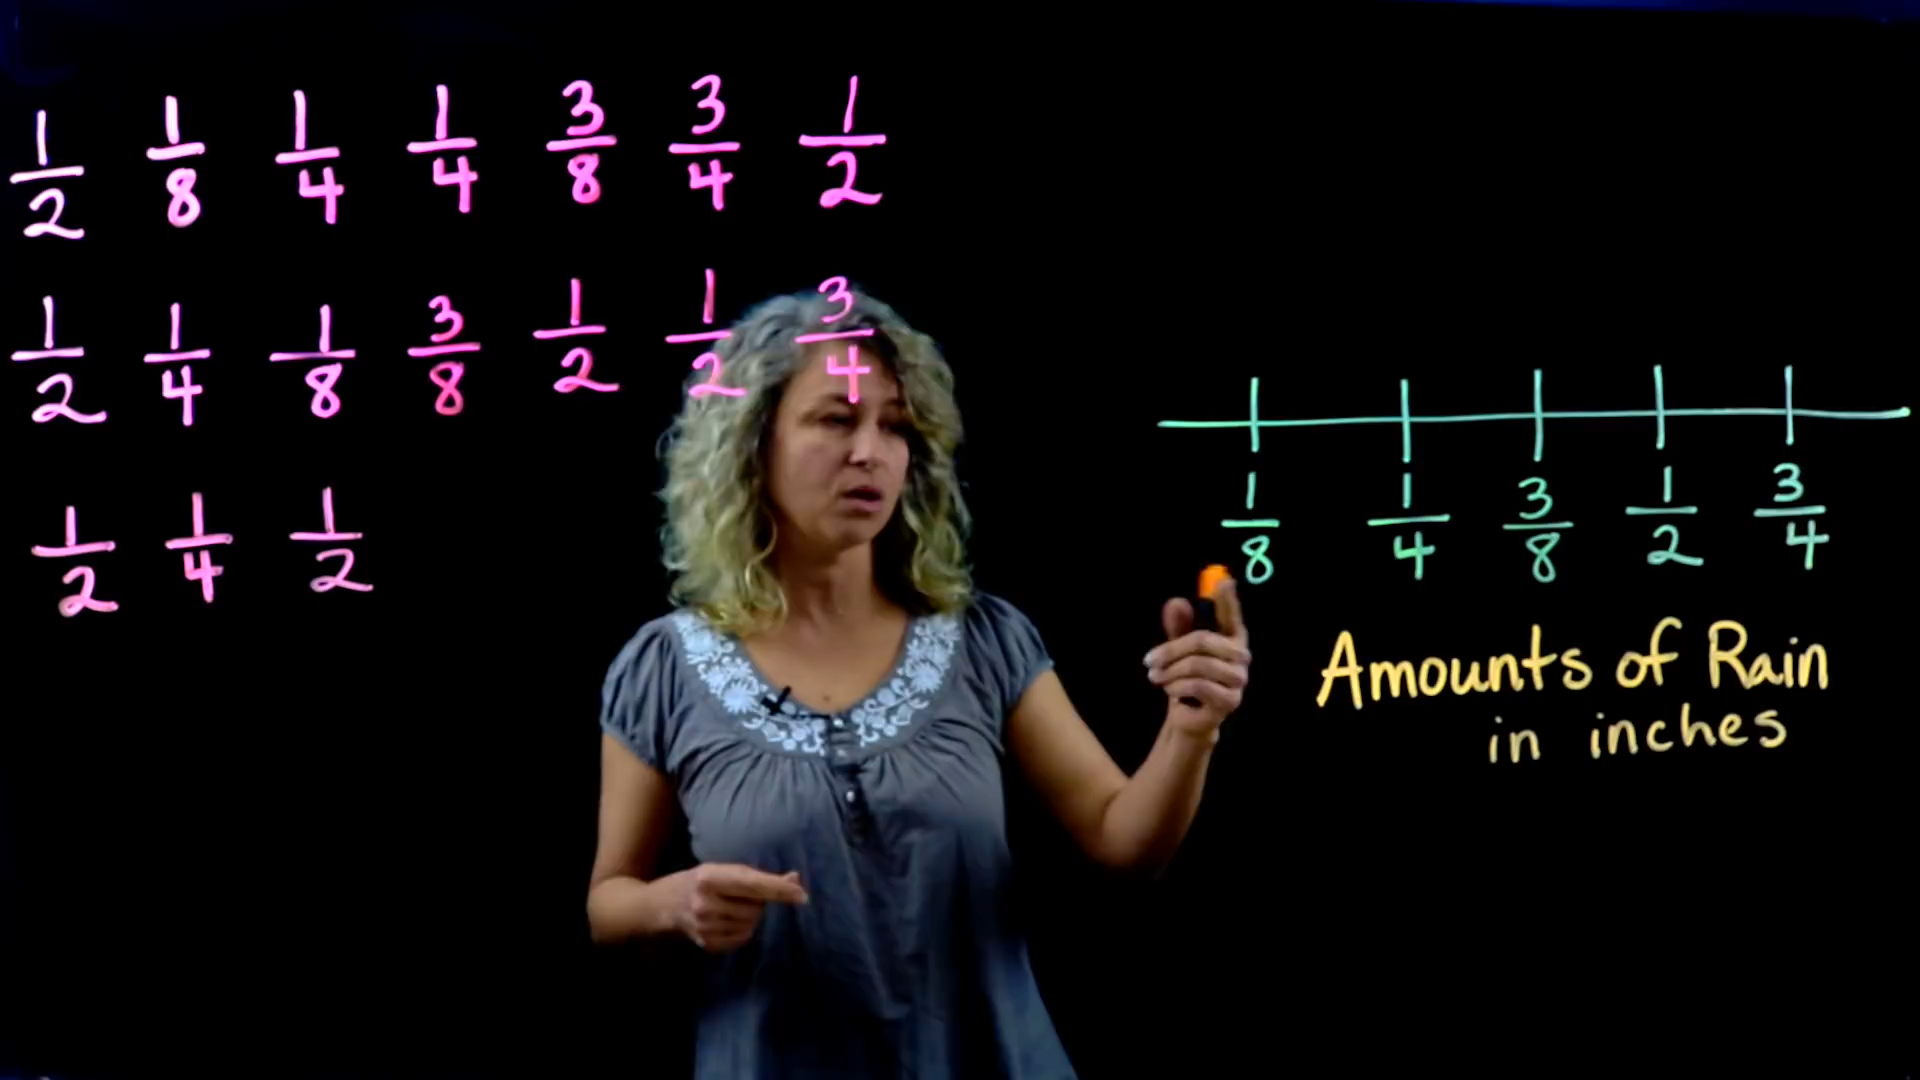 1/2 1/8 1/4 1/4 3/8 3/4 1/2
1/2 1/4 1/8 3/8 1/2 1/2 3/4
1/2 1/4 1/2
1/8 1/4 3/8 1/2 3/4
Amounts of Rain
in inches